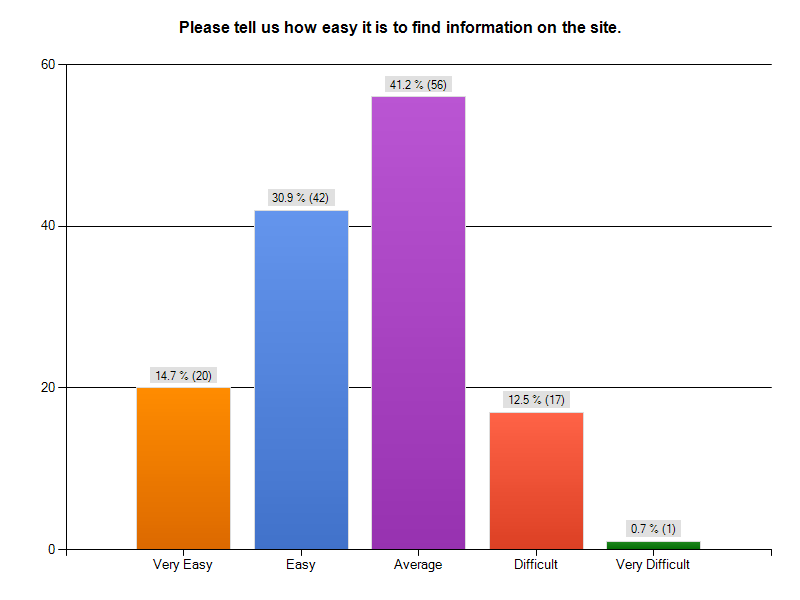 Please tell us how easy it is to find information on the site.
60
41.2 % (56)
30.9 % (42)
40
14.7 % (20)
20
12.5 % (17)
0.7 % (1)
0
Very Easy
Easy
Average
Difficult
Very Difficult